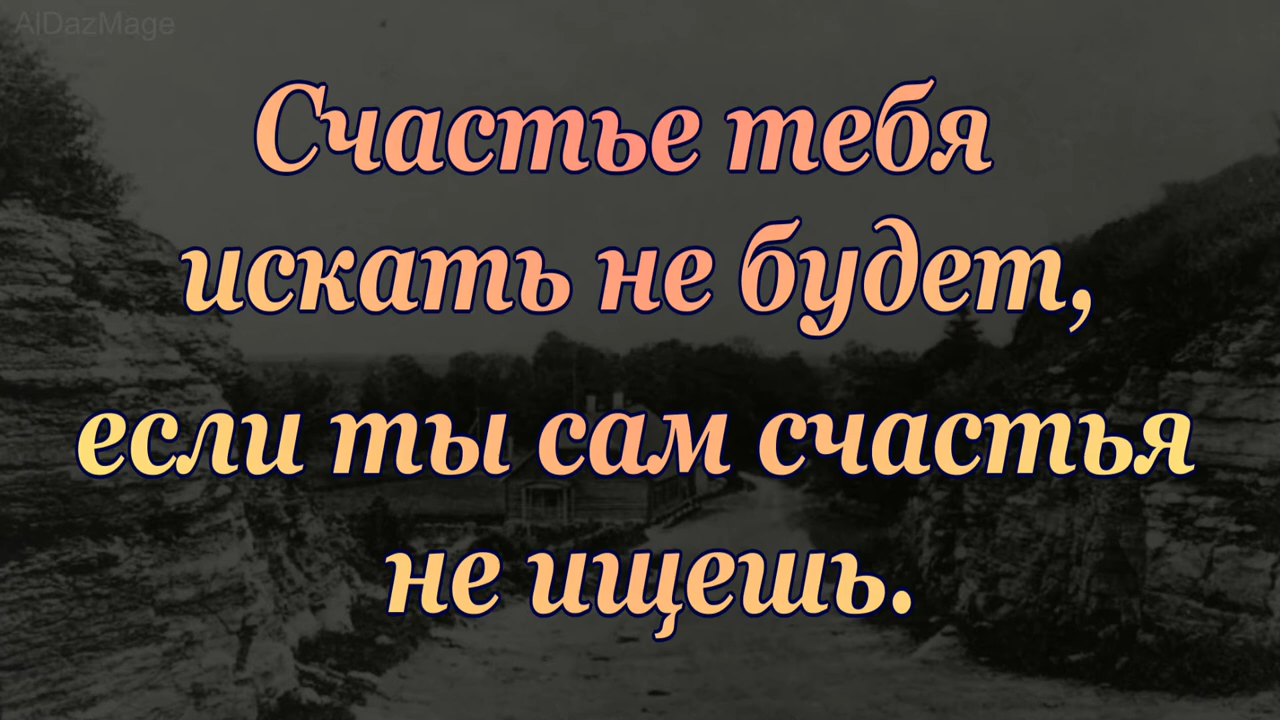 AlDazMage
Счастье тебя
искать не будет,
если ты сам счастья
не ищешь.